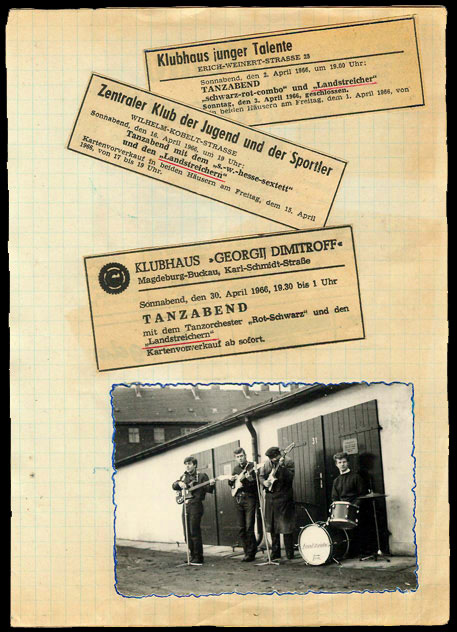 Klubhaus junger Talente
ERICH-WEINERT-STRASSE 25
Sonnabend, den 2. April 1966, um 19.00 Uhr:
TANZABEND
„schwarz-rot-combo" und „Landstreicher"
Sonntag, den 3. April 1966, geschlossen.
in beiden Häusern am Freitag, dem 1. April 1966, von
Zentraler Klub der Jugend und der Sportler
WILHELM-KOBELT-STRASSE
Sonnabend, den 16. April 1966, um 19 Uhr:
Tanzabend mit dem „s.-w.-hesse-sextett"
und den „Landstreichern"
Kartenvorverkauf in beiden Häusern am Freitag, dem 15. April
1966, von 17 bis 19 Uhr.
KLUBHAUS »GEORGIJ DIMITROFF«
Magdeburg-Buckau, Karl-Schmidt-Straße
Sonnabend, den 30. April 1966, 19.30 bis 1 Uhr
TANZABEND
mit dem Tanzorchester „Rot-Schwarz" und den
„Landstreichern"
Kartenvorverkauf ab sofort.
31